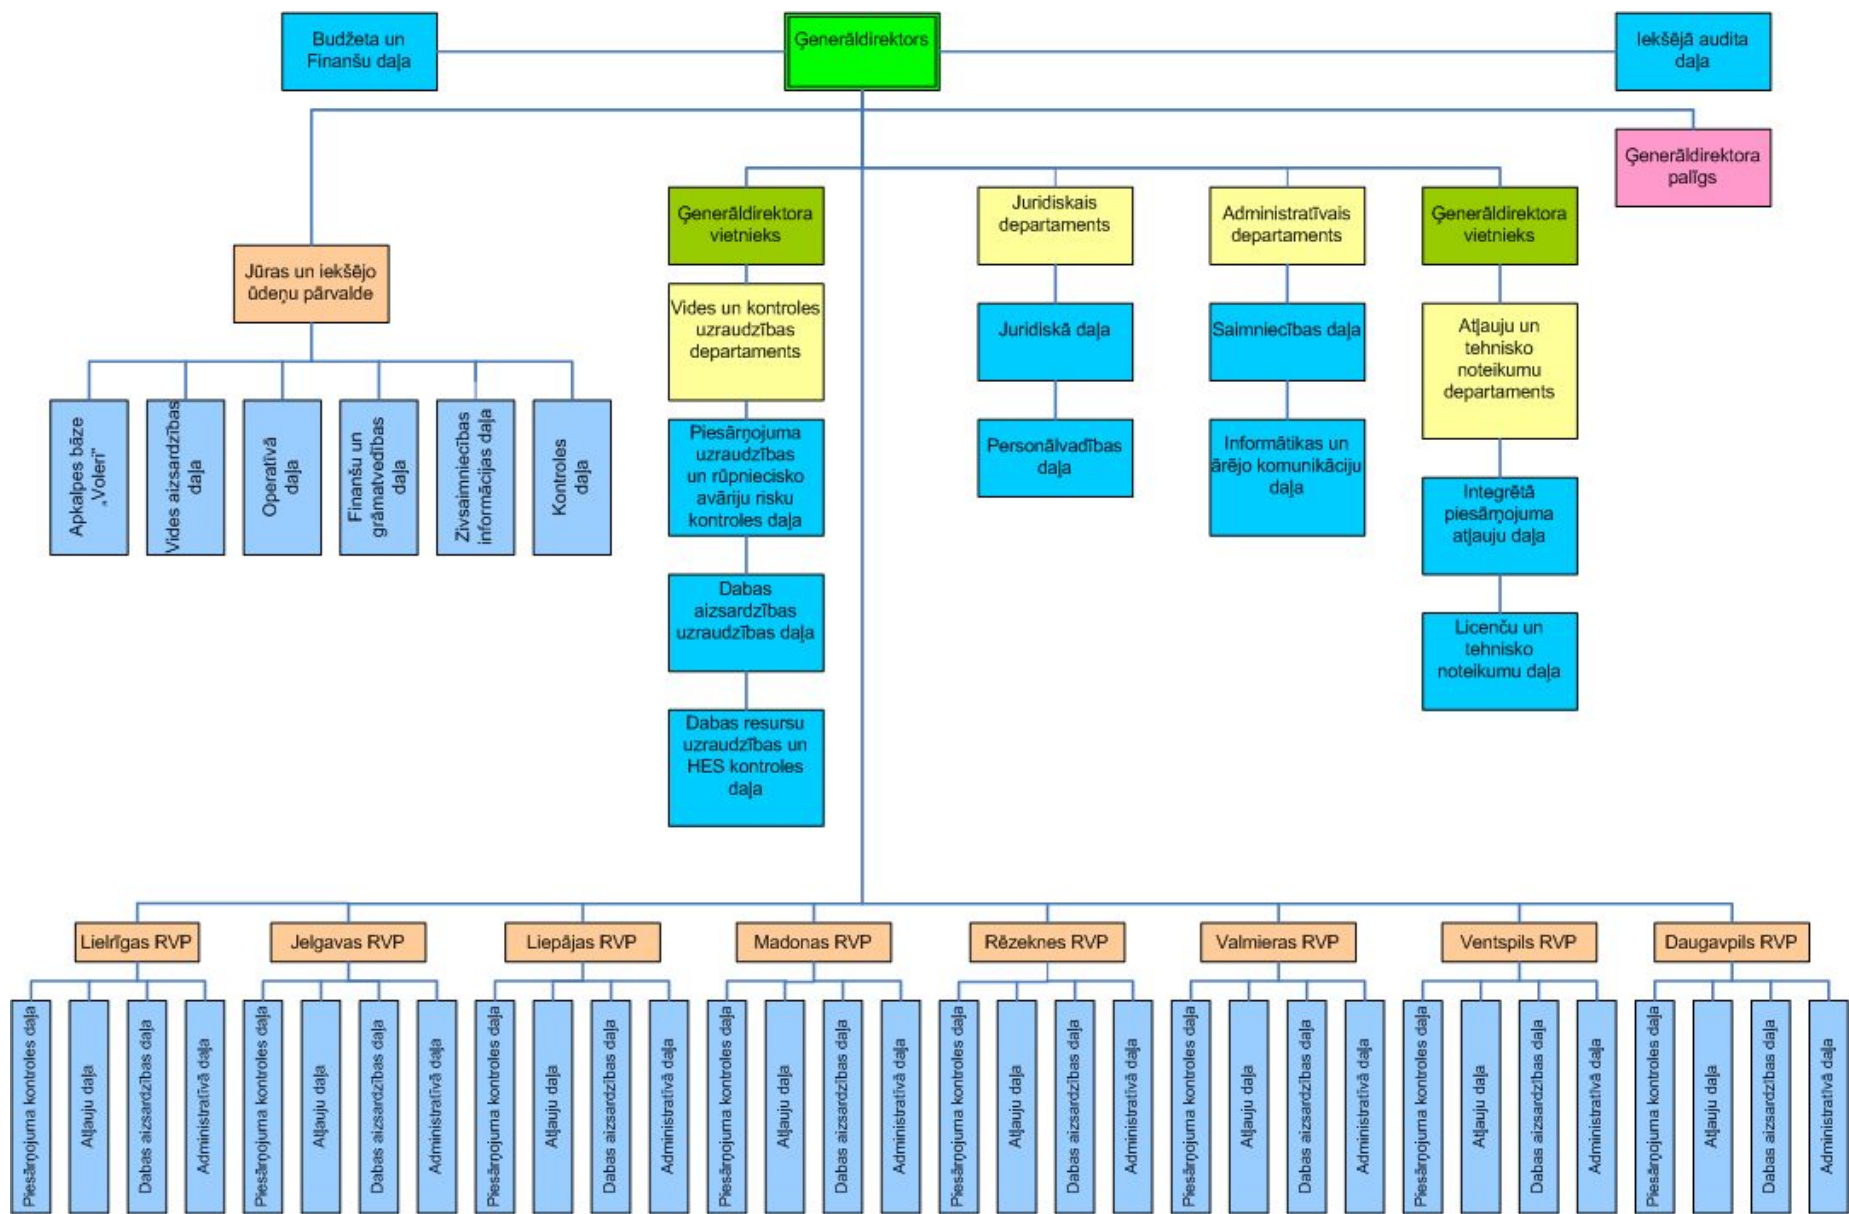 Budžeta un
Finanšu daļa
Ģenerāldirektors
Iekšējā audita
daļa
Ģenerāldirektora
palīgs
Jūras un iekšējo
ūdeņu pārvalde
Apkalpes bāze
„Voleri"
Vides aizsardzības
daļa
Operatīvā
daļa
Finanšu un
grāmatvedības
daļa
Zivsaimniecības
informācijas daļa
Kontroles
daļa
Ģenerāldirektora
vietnieks
Vides un kontroles
uzraudzības
departaments
Piesārņojuma
uzraudzības
un rūpniecisko
avāriju risku
kontroles daļa
Dabas
aizsardzības
uzraudzības daļa
Dabas resursu
uzraudzības un
HES kontroles
daļa
Juridiskais
departaments
Juridiskā daļa
Personālvadības
daļa
Administratīvais
departaments
Saimniecības daļa
Informātikas un
ārējo komunikāciju
daļa
Ģenerāldirektora
vietnieks
Atļauju un
tehnisko
noteikumu
departaments
Integrētā
piesārņojuma
atļauju daļa
Licenču un
tehnisko
noteikumu daļa
Lielrīgas RVP
Piesārņojuma kontroles daļa
Atļauju daļa
Dabas aizsardzības daļa
Administratīvā daļa
Jelgavas RVP
Piesārņojuma kontroles daļa
Atļauju daļa
Dabas aizsardzības daļa
Administratīvā daļa
Liepājas RVP
Piesārņojuma kontroles daļa
Atļauju daļa
Dabas aizsardzības daļa
Administratīvā daļa
Madonas RVP
Piesārņojuma kontroles daļa
Atļauju daļa
Dabas aizsardzības daļa
Administratīvā daļa
Rēzeknes RVP
Piesārņojuma kontroles daļa
Atļauju daļa
Dabas aizsardzības daļa
Administratīvā daļa
Valmieras RVP
Piesārņojuma kontroles daļa
Atļauju daļa
Dabas aizsardzības daļa
Administratīvā daļa
Ventspils RVP
Piesārņojuma kontroles daļa
Atļauju daļa
Dabas aizsardzības daļa
Administratīvā daļa
Daugavpils RVP
Piesārņojuma kontroles daļa
Atļauju daļa
Dabas aizsardzības daļa
Administratīvā daļa